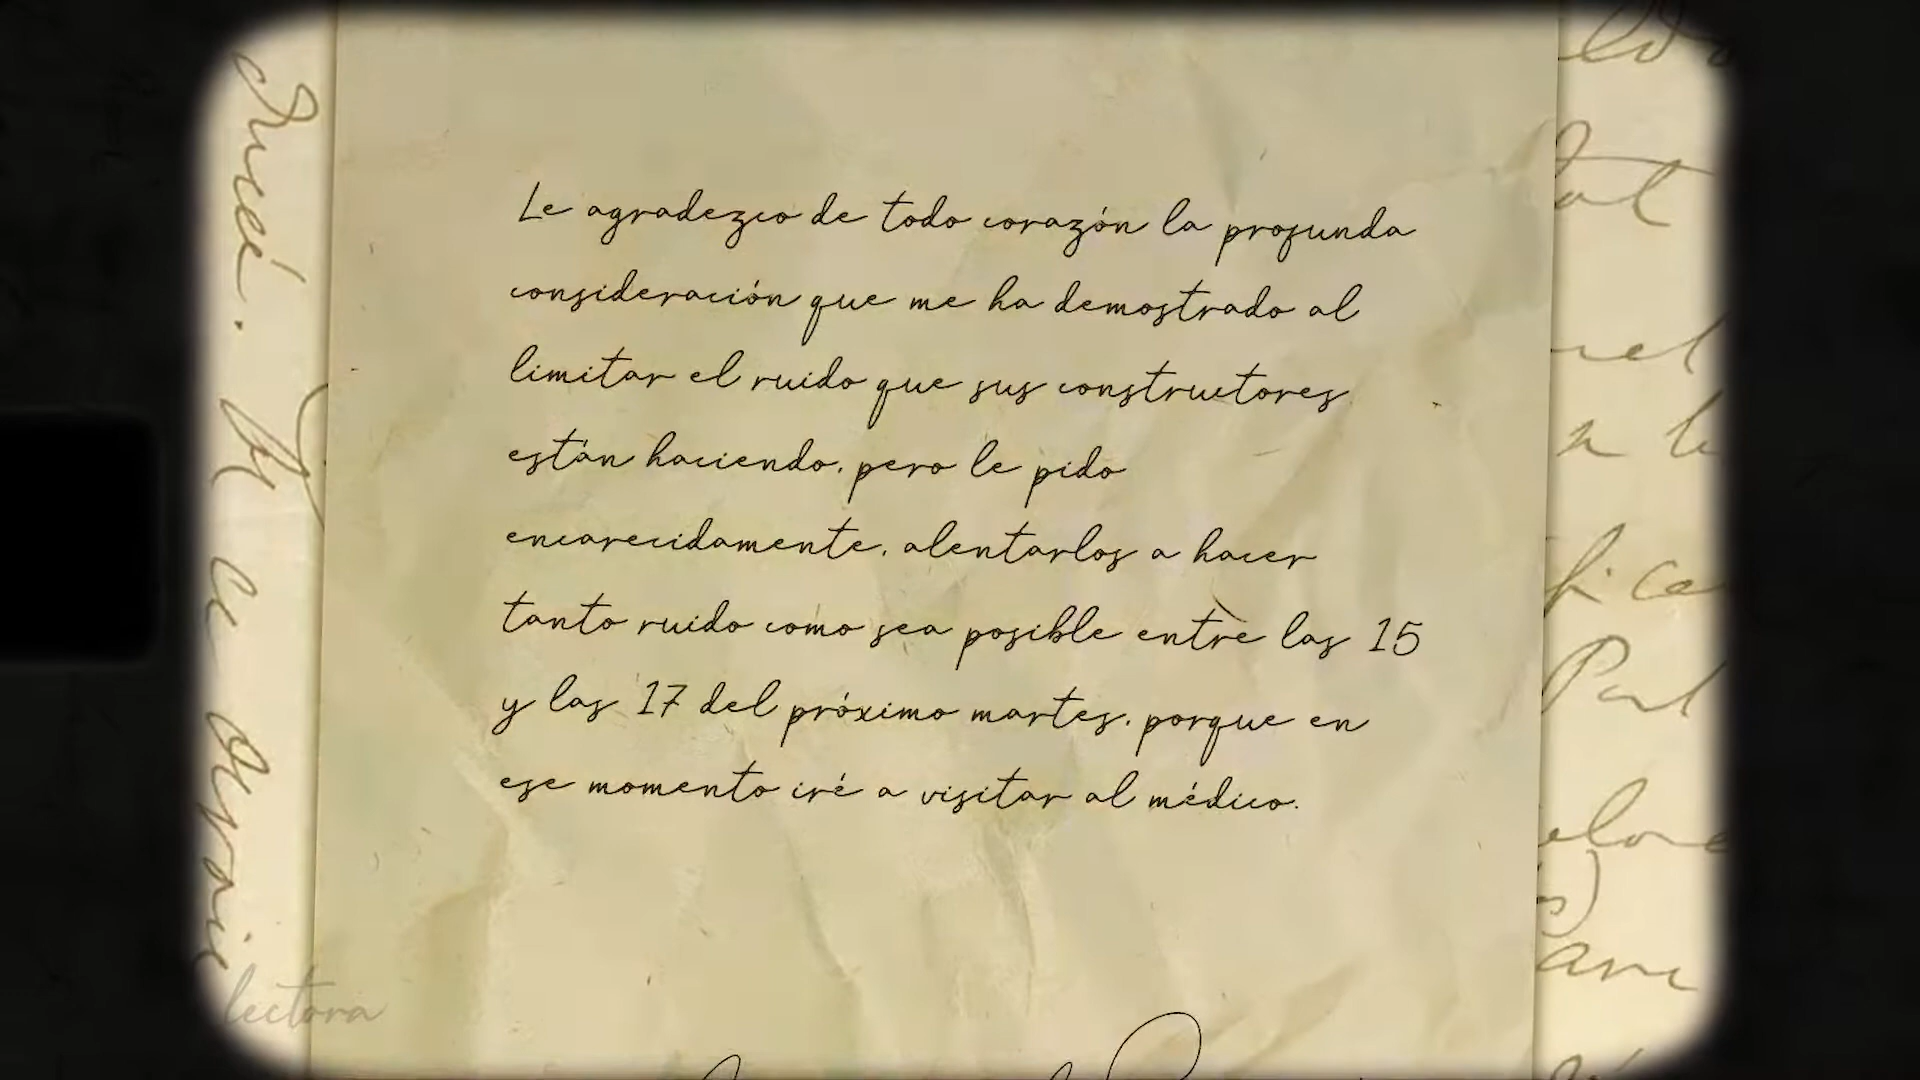 Le agradezco de todo corazón la profunda
consideración que me ha demostrado al
limitar el ruido que sus constructores
están haciendo, pero le pido
encarecidamente, alentarlos a hacer
tanto ruido como sea posible entre las 15
y las 17 del próximo martes, porque en
ese momento iré a visitar al médico.
lectora